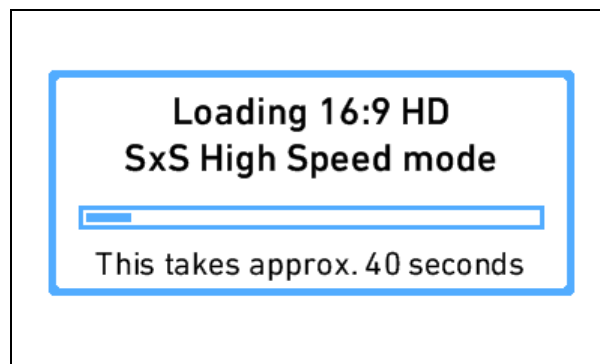 Loading 16:9 HD
SxS High Speed mode
This takes approx. 40 seconds